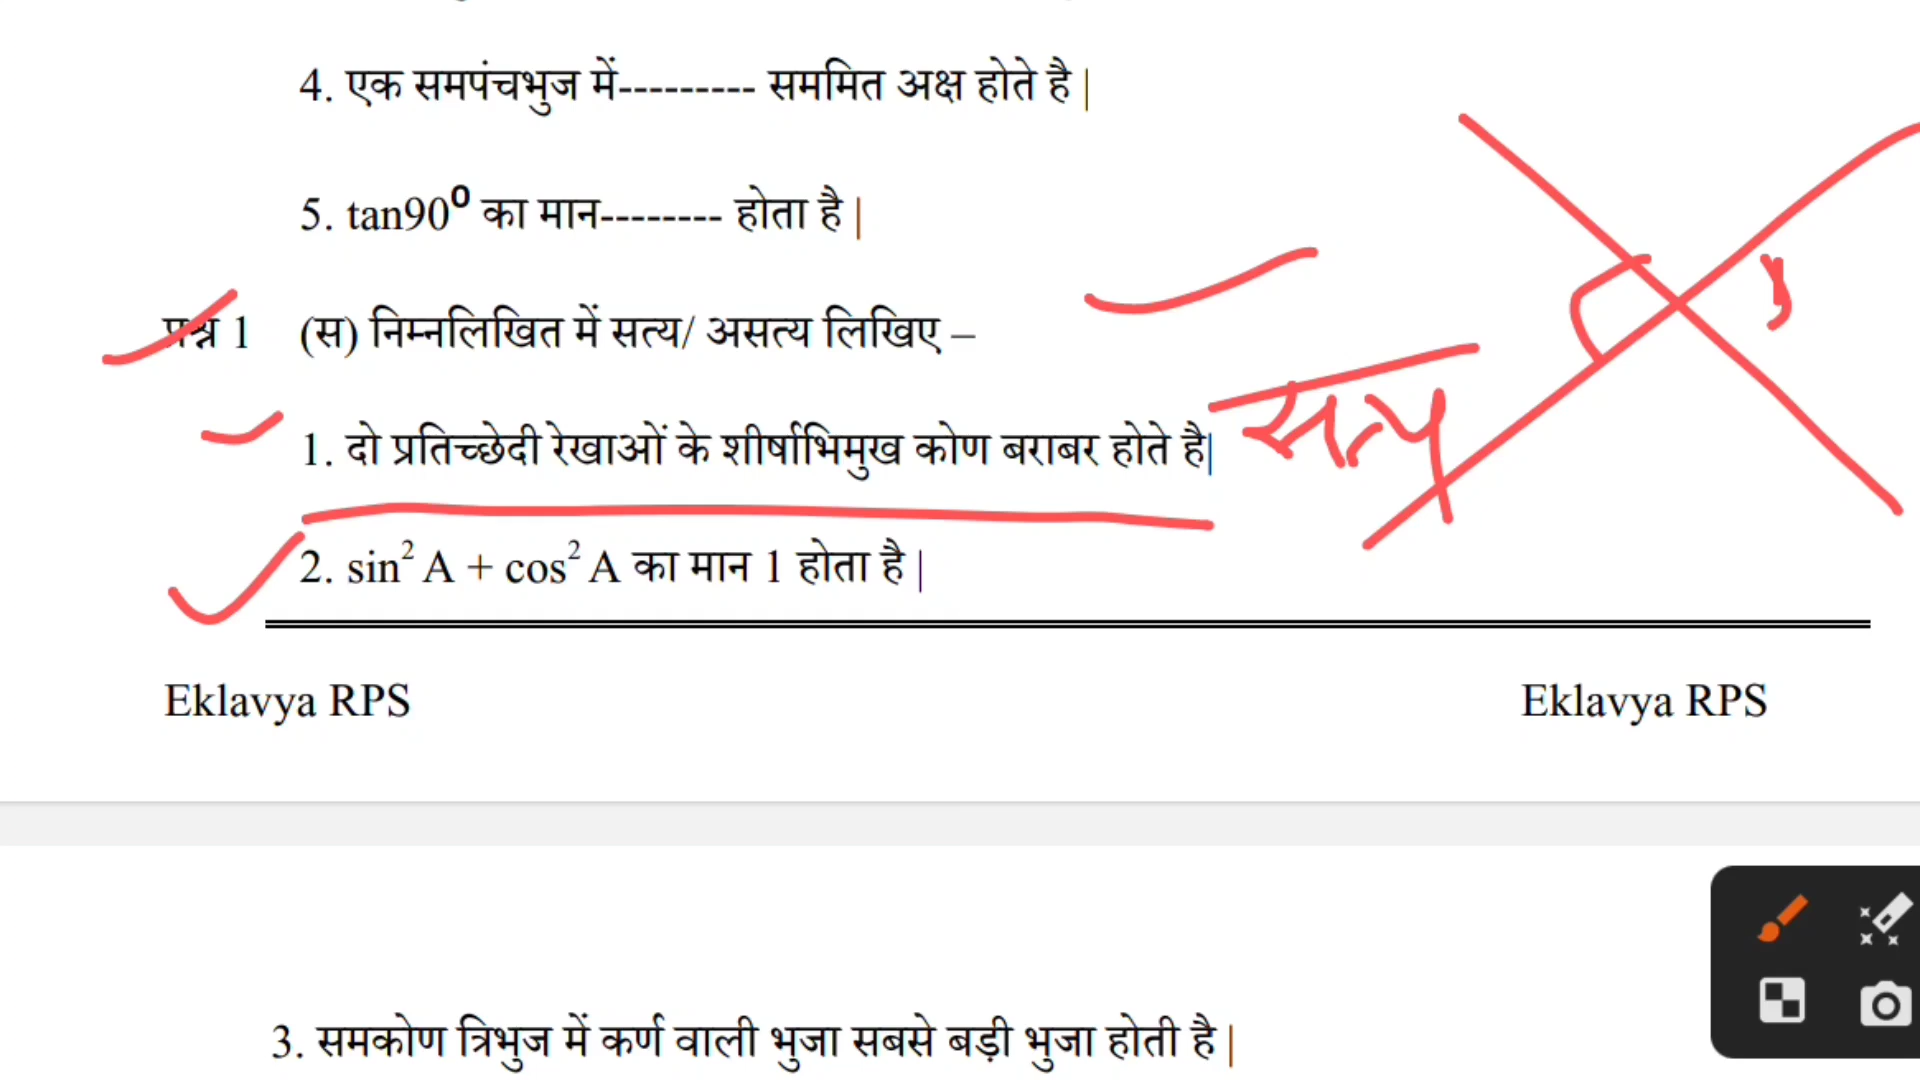 4. एक समपंचभुज में--------- सममित अक्ष होते है |
5. tan90⁰ का मान-------- होता है |
प्रश्न 1 (स) निम्नलिखित में सत्य/ असत्य लिखिए –
1. दो प्रतिच्छेदी रेखाओं के शीर्षाभिमुख कोण बराबर होते है| सत्य
2. sin² A + cos² A का मान 1 होता है |
Eklavya RPS Eklavya RPS
3. समकोण त्रिभुज में कर्ण वाली भुजा सबसे बड़ी भुजा होती है |